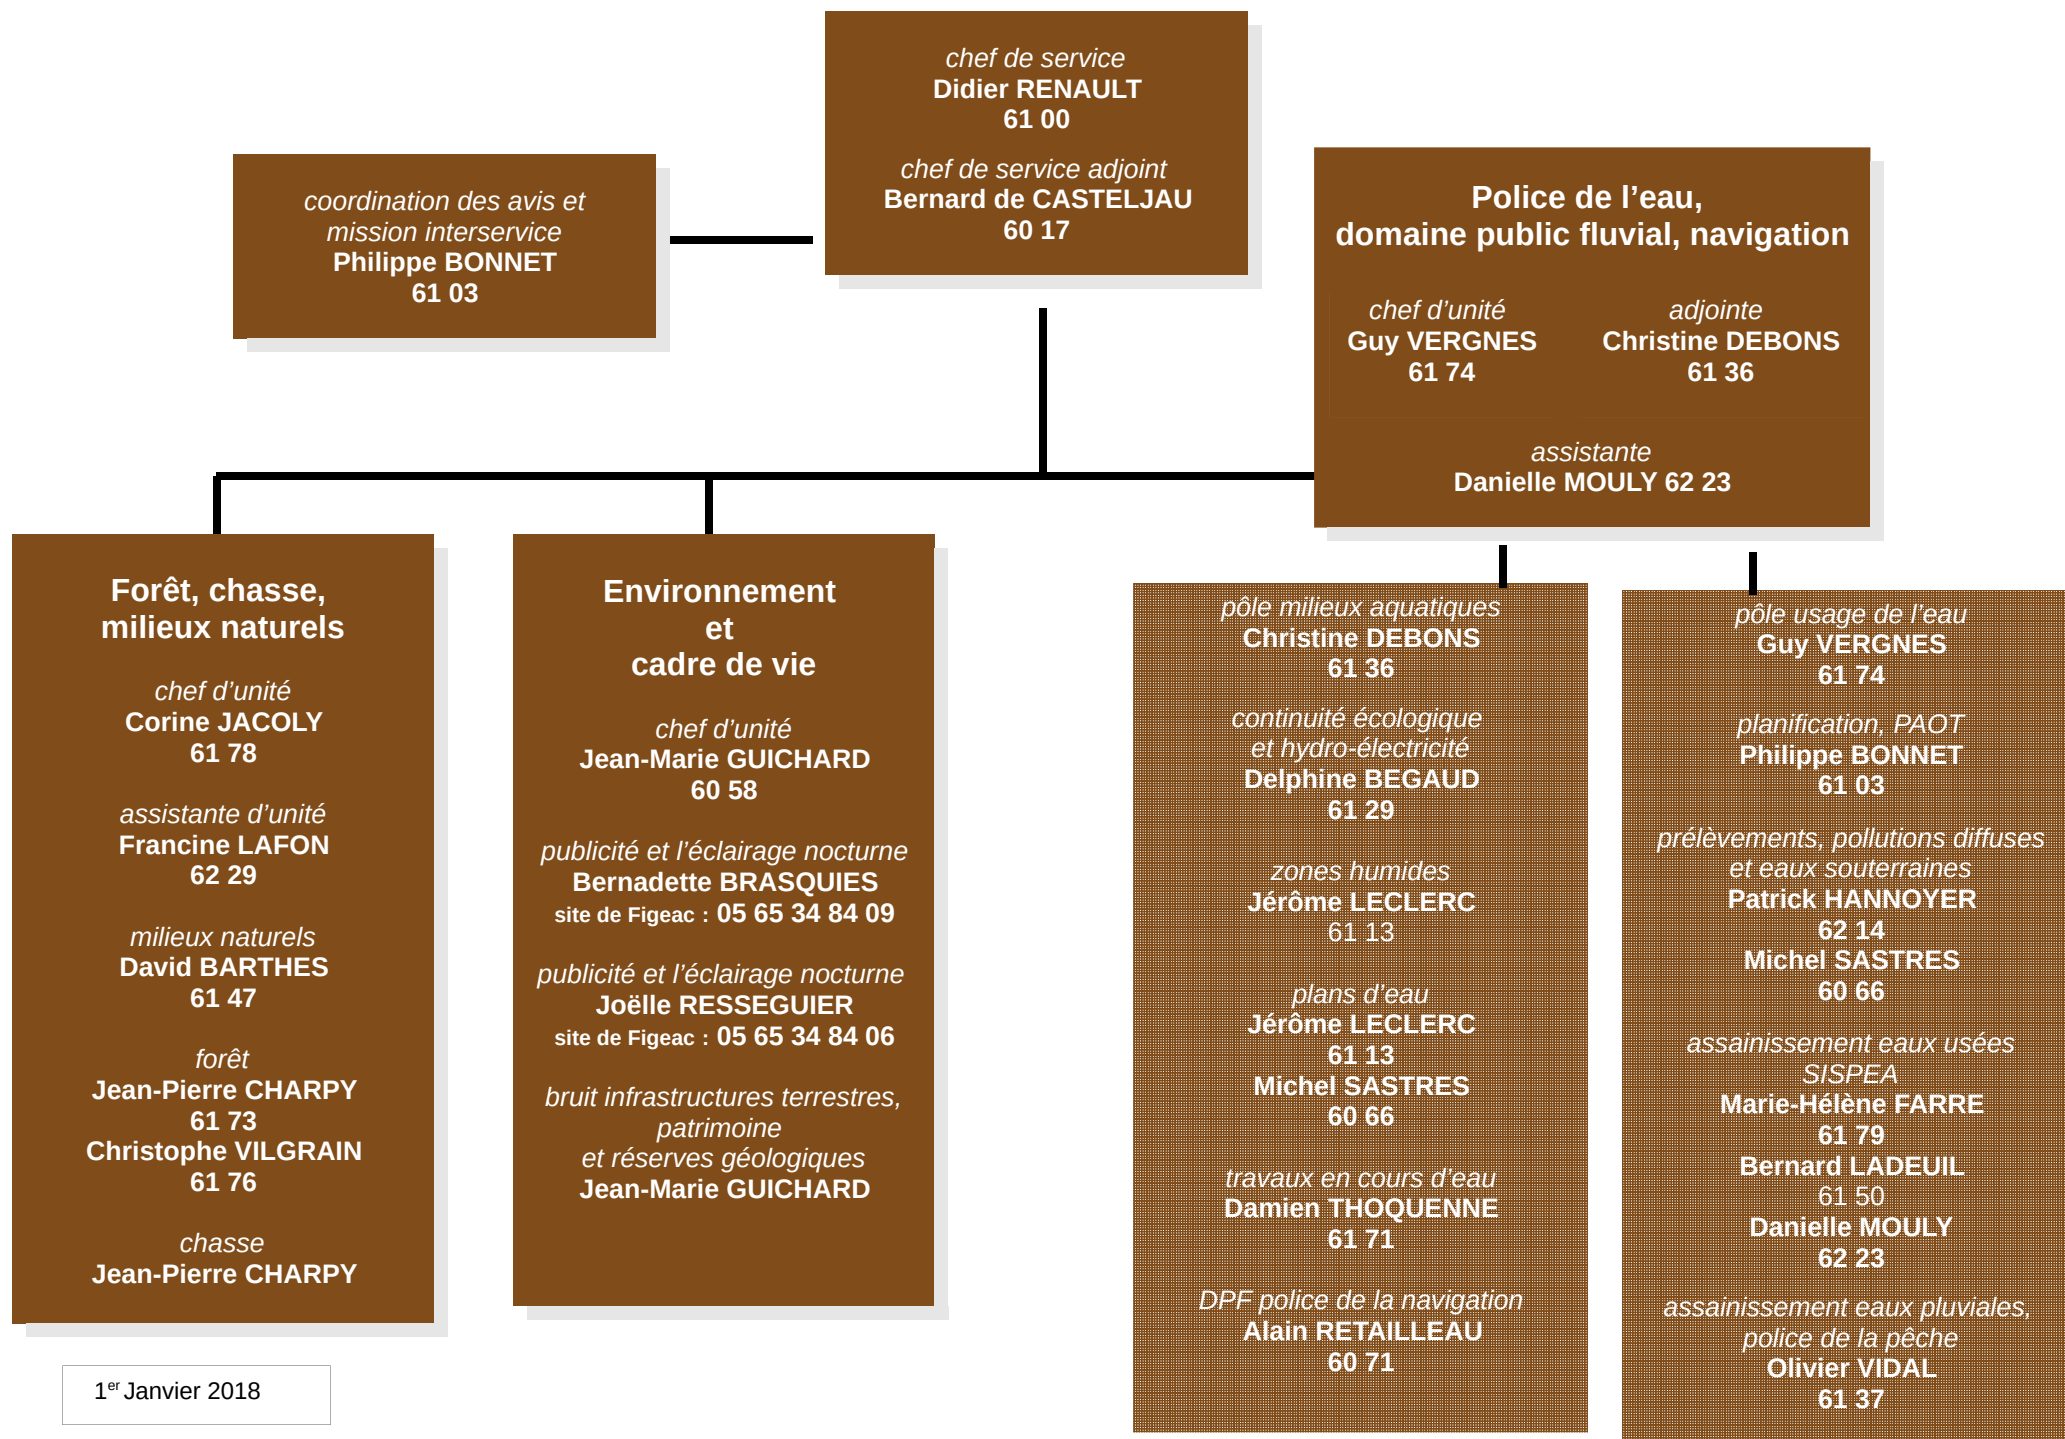 chef de service
Didier RENAULT
61 00
chef de service adjoint
Bernard de CASTELJAU
60 17
coordination des avis et
mission interservice
Philippe BONNET
61 03
Police de l’eau,
domaine public fluvial, navigation
chef d’unité
Guy VERGNES
61 74
adjointe
Christine DEBONS
61 36
assistante
Danielle MOULY 62 23
Forêt, chasse,
milieux naturels
chef d’unité
Corine JACOLY
61 78
assistante d’unité
Francine LAFON
62 29
milieux naturels
David BARTHES
61 47
forêt
Jean-Pierre CHARPY
61 73
Christophe VILGRAIN
61 76
chasse
Jean-Pierre CHARPY
Environnement
et
cadre de vie
chef d’unité
Jean-Marie GUICHARD
60 58
publicité et l’éclairage nocturne
Bernadette BRASQUIES
site de Figeac : 05 65 34 84 09
publicité et l’éclairage nocturne
Joëlle RESSEGUIER
site de Figeac : 05 65 34 84 06
bruit infrastructures terrestres,
patrimoine
et réserves géologiques
Jean-Marie GUICHARD
pôle milieux aquatiques
Christine DEBONS
61 36
continuité écologique
et hydro-électricité
Delphine BEGAUD
61 29
zones humides
Jérôme LECLERC
61 13
plans d’eau
Jérôme LECLERC
61 13
Michel SASTRES
60 66
travaux en cours d’eau
Damien THOQUENNE
61 71
DPF police de la navigation
Alain RETAILLEAU
60 71
pôle usage de l’eau
Guy VERGNES
61 74
planification, PAOT
Philippe BONNET
61 03
prélèvements, pollutions diffuses
et eaux souterraines
Patrick HANNOYER
62 14
Michel SASTRES
60 66
assainissement eaux usées
SISPEA
Marie-Hélène FARRE
61 79
Bernard LADEUIL
61 50
Danielle MOULY
62 23
assainissement eaux pluviales,
police de la pêche
Olivier VIDAL
61 37
1er Janvier 2018